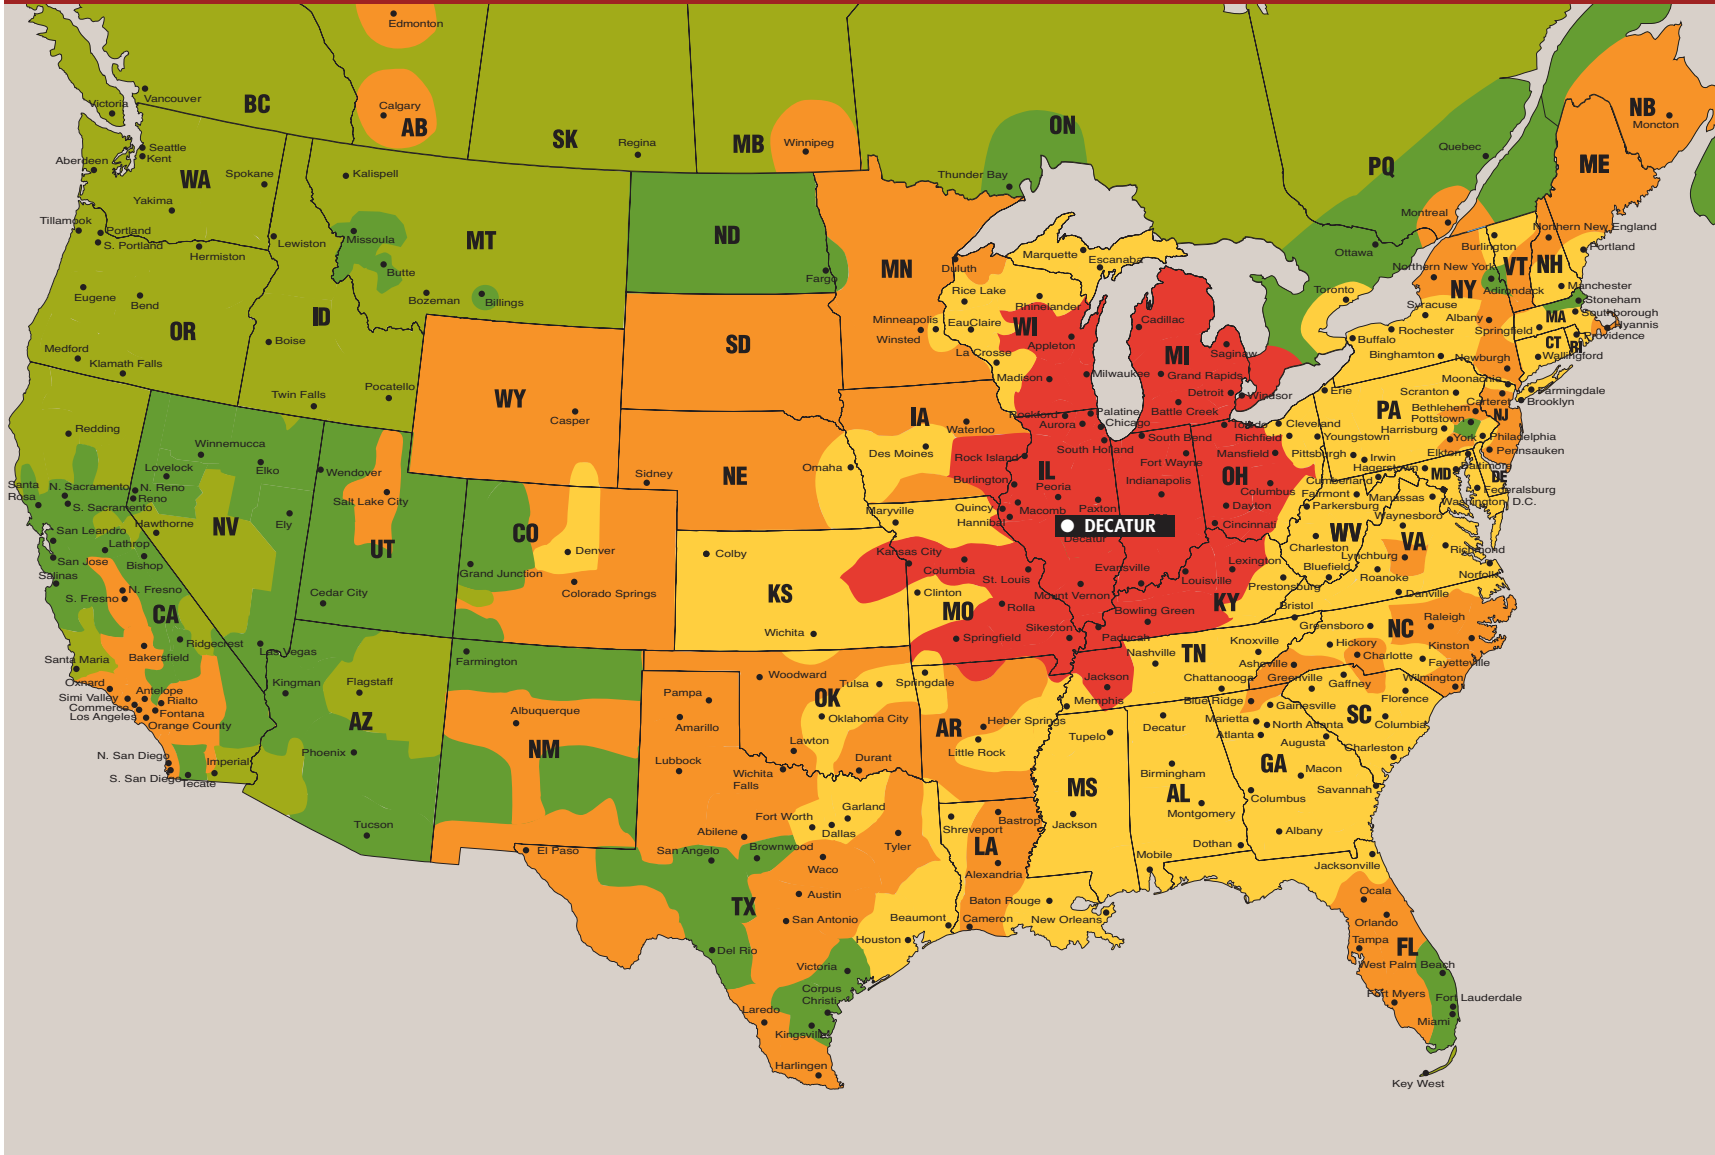 Edmonton
Vancouver
Victoria
BC
Calgary
AB
SK
Regina
MB
Winnipeg
ON
Thunder Bay
PQ
Quebec
Montreal
Ottawa
Toronto
NB
Moncton
ME
Northern New England
Portland
Seattle
Kent
Aberdeen
WA
Spokane
Yakima
Tillamook
Portland
S. Portland
Hermiston
Lewiston
Eugene
Bend
OR
ID
Medford
Klamath Falls
Boise
Twin Falls
Pocatello
Kalispell
Missoula
MT
Butte
Bozeman
Billings
ND
Fargo
MN
Duluth
SD
WY
Casper
Minneapolis
Winsted
Marquette
Escanaba
Rice Lake
Rhinelander
EauClaire
WI
Appleton
La Crosse
Madison
Milwaukee
Cadillac
MI
Saginaw
Grand Rapids
Detroit
Windsor
Battle Creek
Burlington
VT
NH
Northern New York
NY
Adirondack
Manchester
Stoneham
Southborough
MA
Hyannis
Syracuse
Albany
Springfield
Providence
Rochester
Buffalo
CT
RI
Wallingford
Binghamton
Newburgh
Moonachie
Farmingdale
Brooklyn
Erie
Scranton
Carteret
NJ
PA
Bethlehem
Pottstown
Harrisburg
York
Philadelphia
Pennsauken
Redding
Winnemucca
Lovelock
Elko
Wendover
Santa
Rosa
N. Sacramento
N. Reno
Reno
S. Sacramento
Hawthorne
San Leandro
Lathrop
San Jose
Bishop
Salinas
NV
Ely
Salt Lake City
UT
Cedar City
N. Fresno
S. Fresno
CA
Ridgecrest
Bakersfield
Las Vegas
Santa Maria
Oxnard
Antelope
Simi Valley
Rialto
Commerce
Fontana
Los Angeles
Orange County
N. San Diego
S. San Diego
Imperial
Tecate
Kingman
Flagstaff
AZ
Phoenix
Tucson
CO
Denver
Grand Junction
Colorado Springs
Farmington
Albuquerque
NM
El Paso
Sidney
NE
Omaha
IA
Waterloo
Des Moines
Colby
KS
Wichita
Maryville
Kansas City
Columbia
St. Louis
Clinton
MO
Rolla
Springfield
Sikeston
Rockford
Palatine
Aurora
Chicago
South Holland
Rock Island
Burlington
IL
Peoria
Quincy
Macomb
Paxton
Hannibal
DECATUR
Decatur
Mount Vernon
South Bend
Fort Wayne
Indianapolis
Evansville
Toledo
Cleveland
Richfield
Youngstown
Mansfield
OH
Columbus
Dayton
Cincinnati
Pittsburgh
Irwin
Hagerstown
MD
Elkton
Baltimore
DE
Cumberland
Fairmont
Manassas
Federalsburg
Washington, D.C.
Parkersburg
Waynesboro
WV
VA
Charleston
Lynchburg
Richmond
Bluefield
Roanoke
Norfolk
Danville
Lexington
Louisville
KY
Prestonsburg
Bowling Green
Paducah
Bristol
Greensboro
Raleigh
NC
Hickory
Kinston
Charlotte
Fayetteville
Asheville
Wilmington
Knoxville
Nashville
TN
Chattanooga
Jackson
Memphis
Greenville
Gaffney
Florence
Blue Ridge
Gainesville
SC
Columbia
Marietta
North Atlanta
Atlanta
Augusta
Charleston
GA
Macon
Columbus
Savannah
Albany
Decatur
Birmingham
AL
Montgomery
Dothan
Mobile
Tupelo
MS
Jackson
Woodward
OK
Tulsa
Springdale
Oklahoma City
Lawton
Durant
AR
Heber Springs
Little Rock
Pampa
Amarillo
Lubbock
Wichita
Falls
Garland
Fort Worth
Dallas
Abilene
San Angelo
Brownwood
Tyler
Waco
TX
Austin
San Antonio
Del Rio
Beaumont
Houston
Victoria
Corpus
Christi
Laredo
Kingsville
Harlingen
Shreveport
Bastrop
LA
Alexandria
Baton Rouge
Cameron
New Orleans
Jacksonville
Ocala
Orlando
Tampa
FL
West Palm Beach
Fort Myers
Fort Lauderdale
Miami
Key West